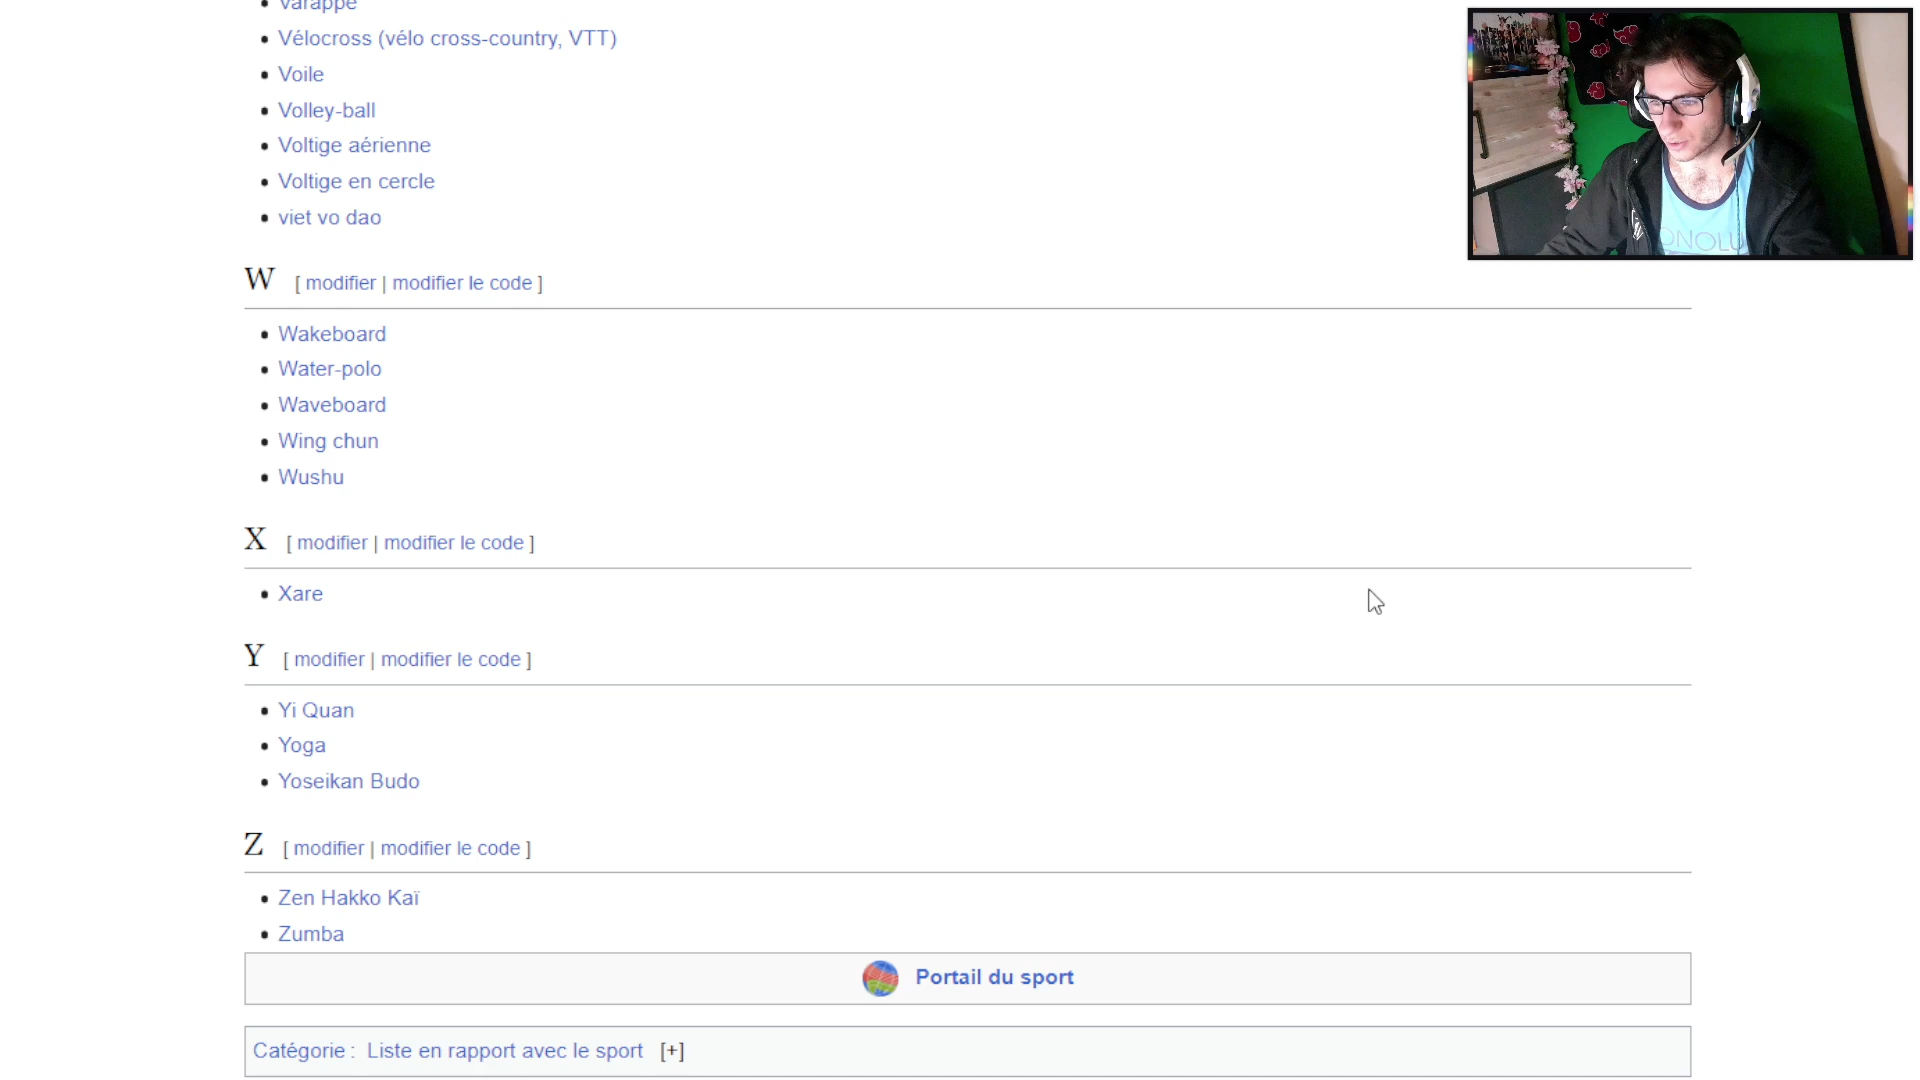 Varappe
Vélocross (vélo cross-country, VTT)
Voile
Volley-ball
Voltige aérienne
Voltige en cercle
viet vo dao
W [ modifier | modifier le code ]
Wakeboard
Water-polo
Waveboard
Wing chun
Wushu
X [ modifier | modifier le code ]
Xare
Y [ modifier | modifier le code ]
Yi Quan
Yoga
Yoseikan Budo
Z [ modifier | modifier le code ]
Zen Hakko Kaï
Zumba
Portail du sport
Catégorie : Liste en rapport avec le sport [+]